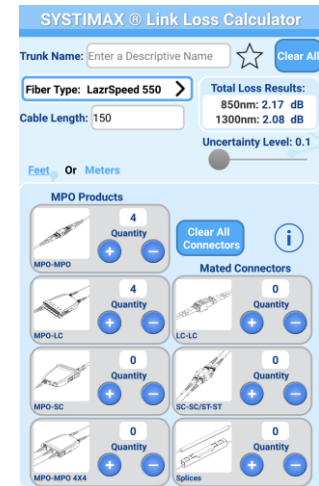 SYSTIMAX ® Link Loss Calculator
Trunk Name: Enter a Descriptive Name Clear All
Fiber Type: LazrSpeed 550 >
Total Loss Results:
850nm: 2.17 dB
1300nm: 2.08 dB
Cable Length: 150
Uncertainty Level: 0.1
Feet Or Meters
MPO Products
4
Quantity
+ −
MPO-MPO
Clear All
Connectors
i
Mated Connectors
4
Quantity
+ −
MPO-LC
0
Quantity
+ −
LC-LC
0
Quantity
+ −
MPO-SC
0
Quantity
+ −
SC-SC/ST-ST
0
Quantity
+ −
MPO-MPO 4X4
0
Quantity
+ −
Splices